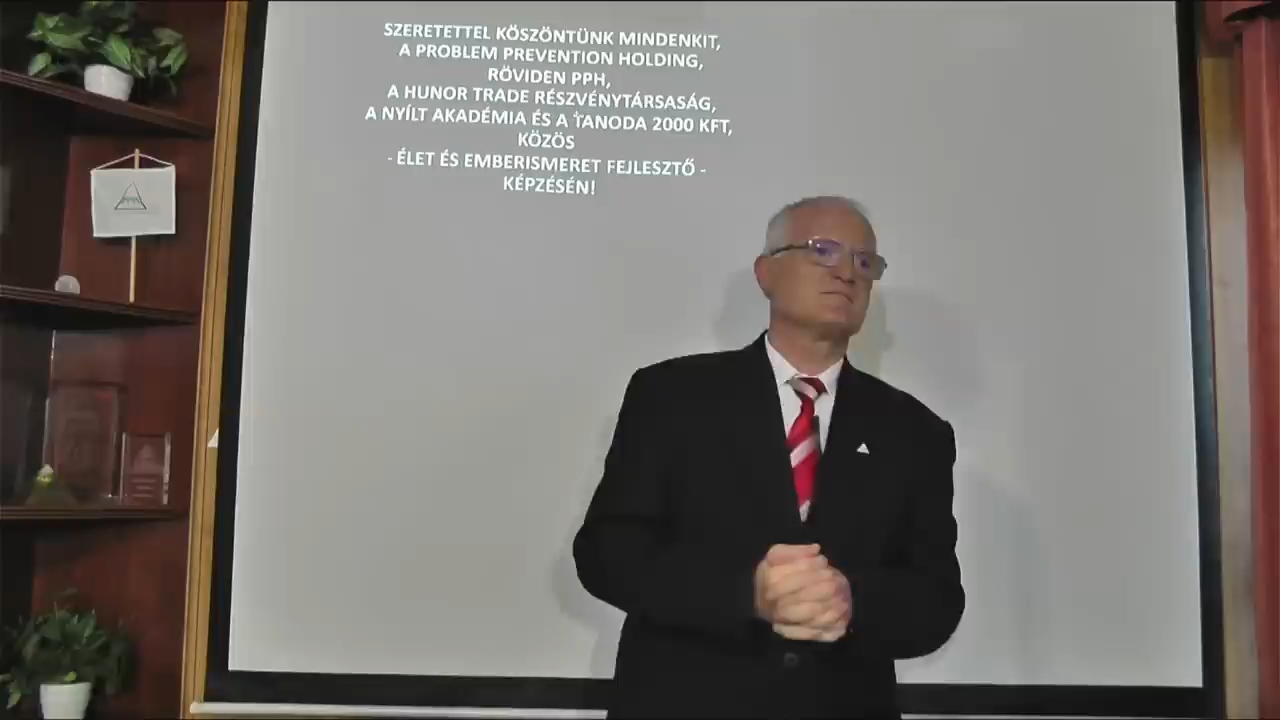 SZERETETTEL KÖSZÖNTÜNK MINDENKIT,
A PROBLEM PREVENTION HOLDING,
RÖVIDEN PPH,
A HUNOR TRADE RÉSZVÉNYTÁRSASÁG,
A NYÍLT AKADÉMIA ÉS A TANODA 2000 KFT,
KÖZÖS
- ÉLET ÉS EMBERISMERET FEJLESZTŐ -
KÉPZÉSÉN!